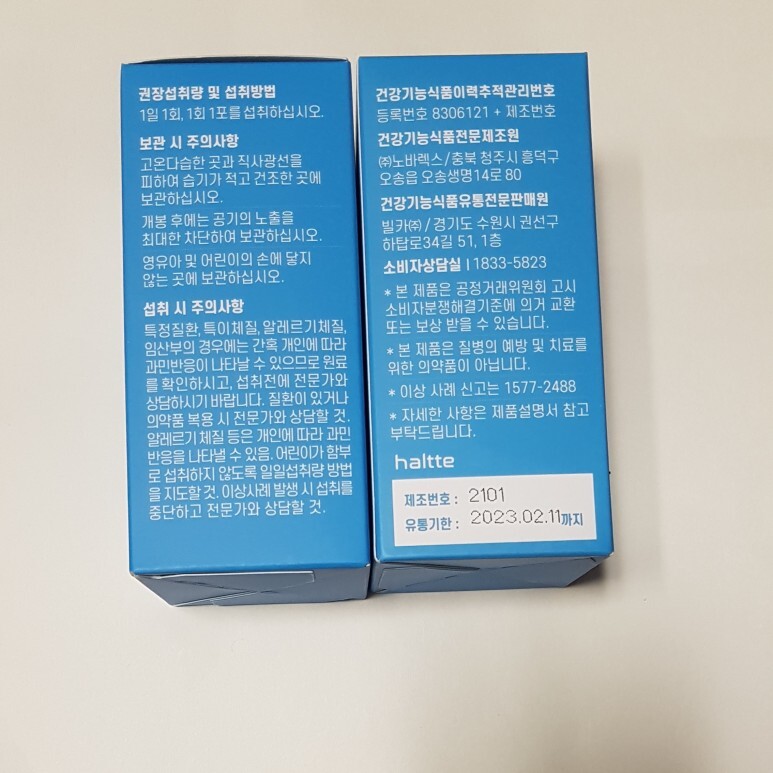 권장섭취량 및 섭취방법
1일 1회, 1회 1포를 섭취하십시오.
보관 시 주의사항
고온다습한 곳과 직사광선을
피하여 습기가 적고 건조한 곳에
보관하십시오.
개봉 후에는 공기의 노출을
최대한 차단하여 보관하십시오.
영유아 및 어린이의 손에 닿지
않는 곳에 보관하십시오.
섭취 시 주의사항
특정질환, 특이체질, 알레르기체질,
임산부의 경우에는 간혹 개인에 따라
과민반응이 나타날 수 있으므로 원료
를 확인하시고, 섭취전에 전문가와
상담하시기 바랍니다. 질환이 있거나
의약품 복용 시 전문가와 상담할 것.
알레르기 체질 등은 개인에 따라 과민
반응을 나타낼 수 있음. 어린이가 함부
로 섭취하지 않도록 일일섭취량 방법
을 지도할 것. 이상사례 발생 시 섭취를
중단하고 전문가와 상담할 것.
건강기능식품이력추적관리번호
등록번호 8306121 + 제조번호
건강기능식품전문제조원
㈜노바렉스/충북 청주시 흥덕구
오송읍 오송생명14로 80
건강기능식품유통전문판매원
빌카㈜/경기도 수원시 권선구
하탑로34길 51, 1층
소비자상담실 | 1833-5823
* 본 제품은 공정거래위원회 고시
소비자분쟁해결기준에 의거 교환
또는 보상 받을 수 있습니다.
* 본 제품은 질병의 예방 및 치료를
위한 의약품이 아닙니다.
* 이상 사례 신고는 1577-2488
* 자세한 사항은 제품설명서 참고
부탁드립니다.
haltte
제조번호 : 2101
유통기한 : 2023.02.11까지